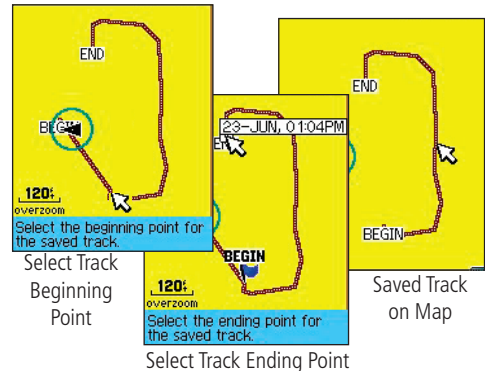 END
BEGIN
120ft
overzoom
Select the beginning point for
the saved track.
Select Track
Beginning
Point
23-JUN, 01:04PM
BEGIN
120ft
overzoom
Select the ending point for
the saved track.
Select Track Ending Point
END
BEGIN
Saved Track
on Map